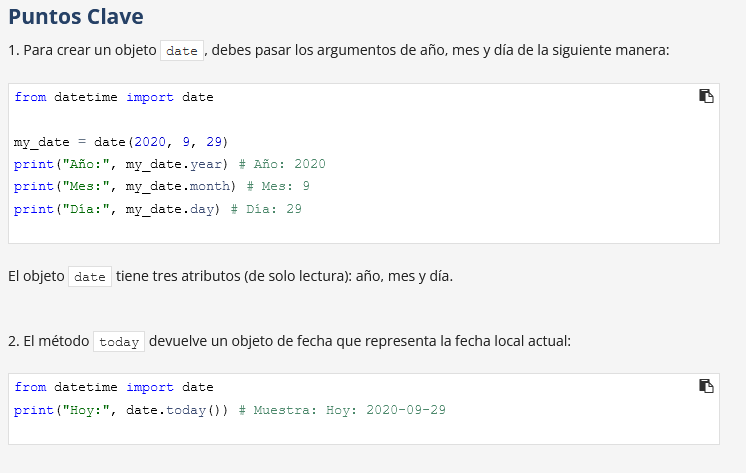 Puntos Clave
1. Para crear un objeto date, debes pasar los argumentos de año, mes y día de la siguiente manera:
from datetime import date
my_date = date(2020, 9, 29)
print("Año:", my_date.year) # Año: 2020
print("Mes:", my_date.month) # Mes: 9
print("Día:", my_date.day) # Día: 29
El objeto date tiene tres atributos (de solo lectura): año, mes y día.
2. El método today devuelve un objeto de fecha que representa la fecha local actual:
from datetime import date
print("Hoy:", date.today()) # Muestra: Hoy: 2020-09-29